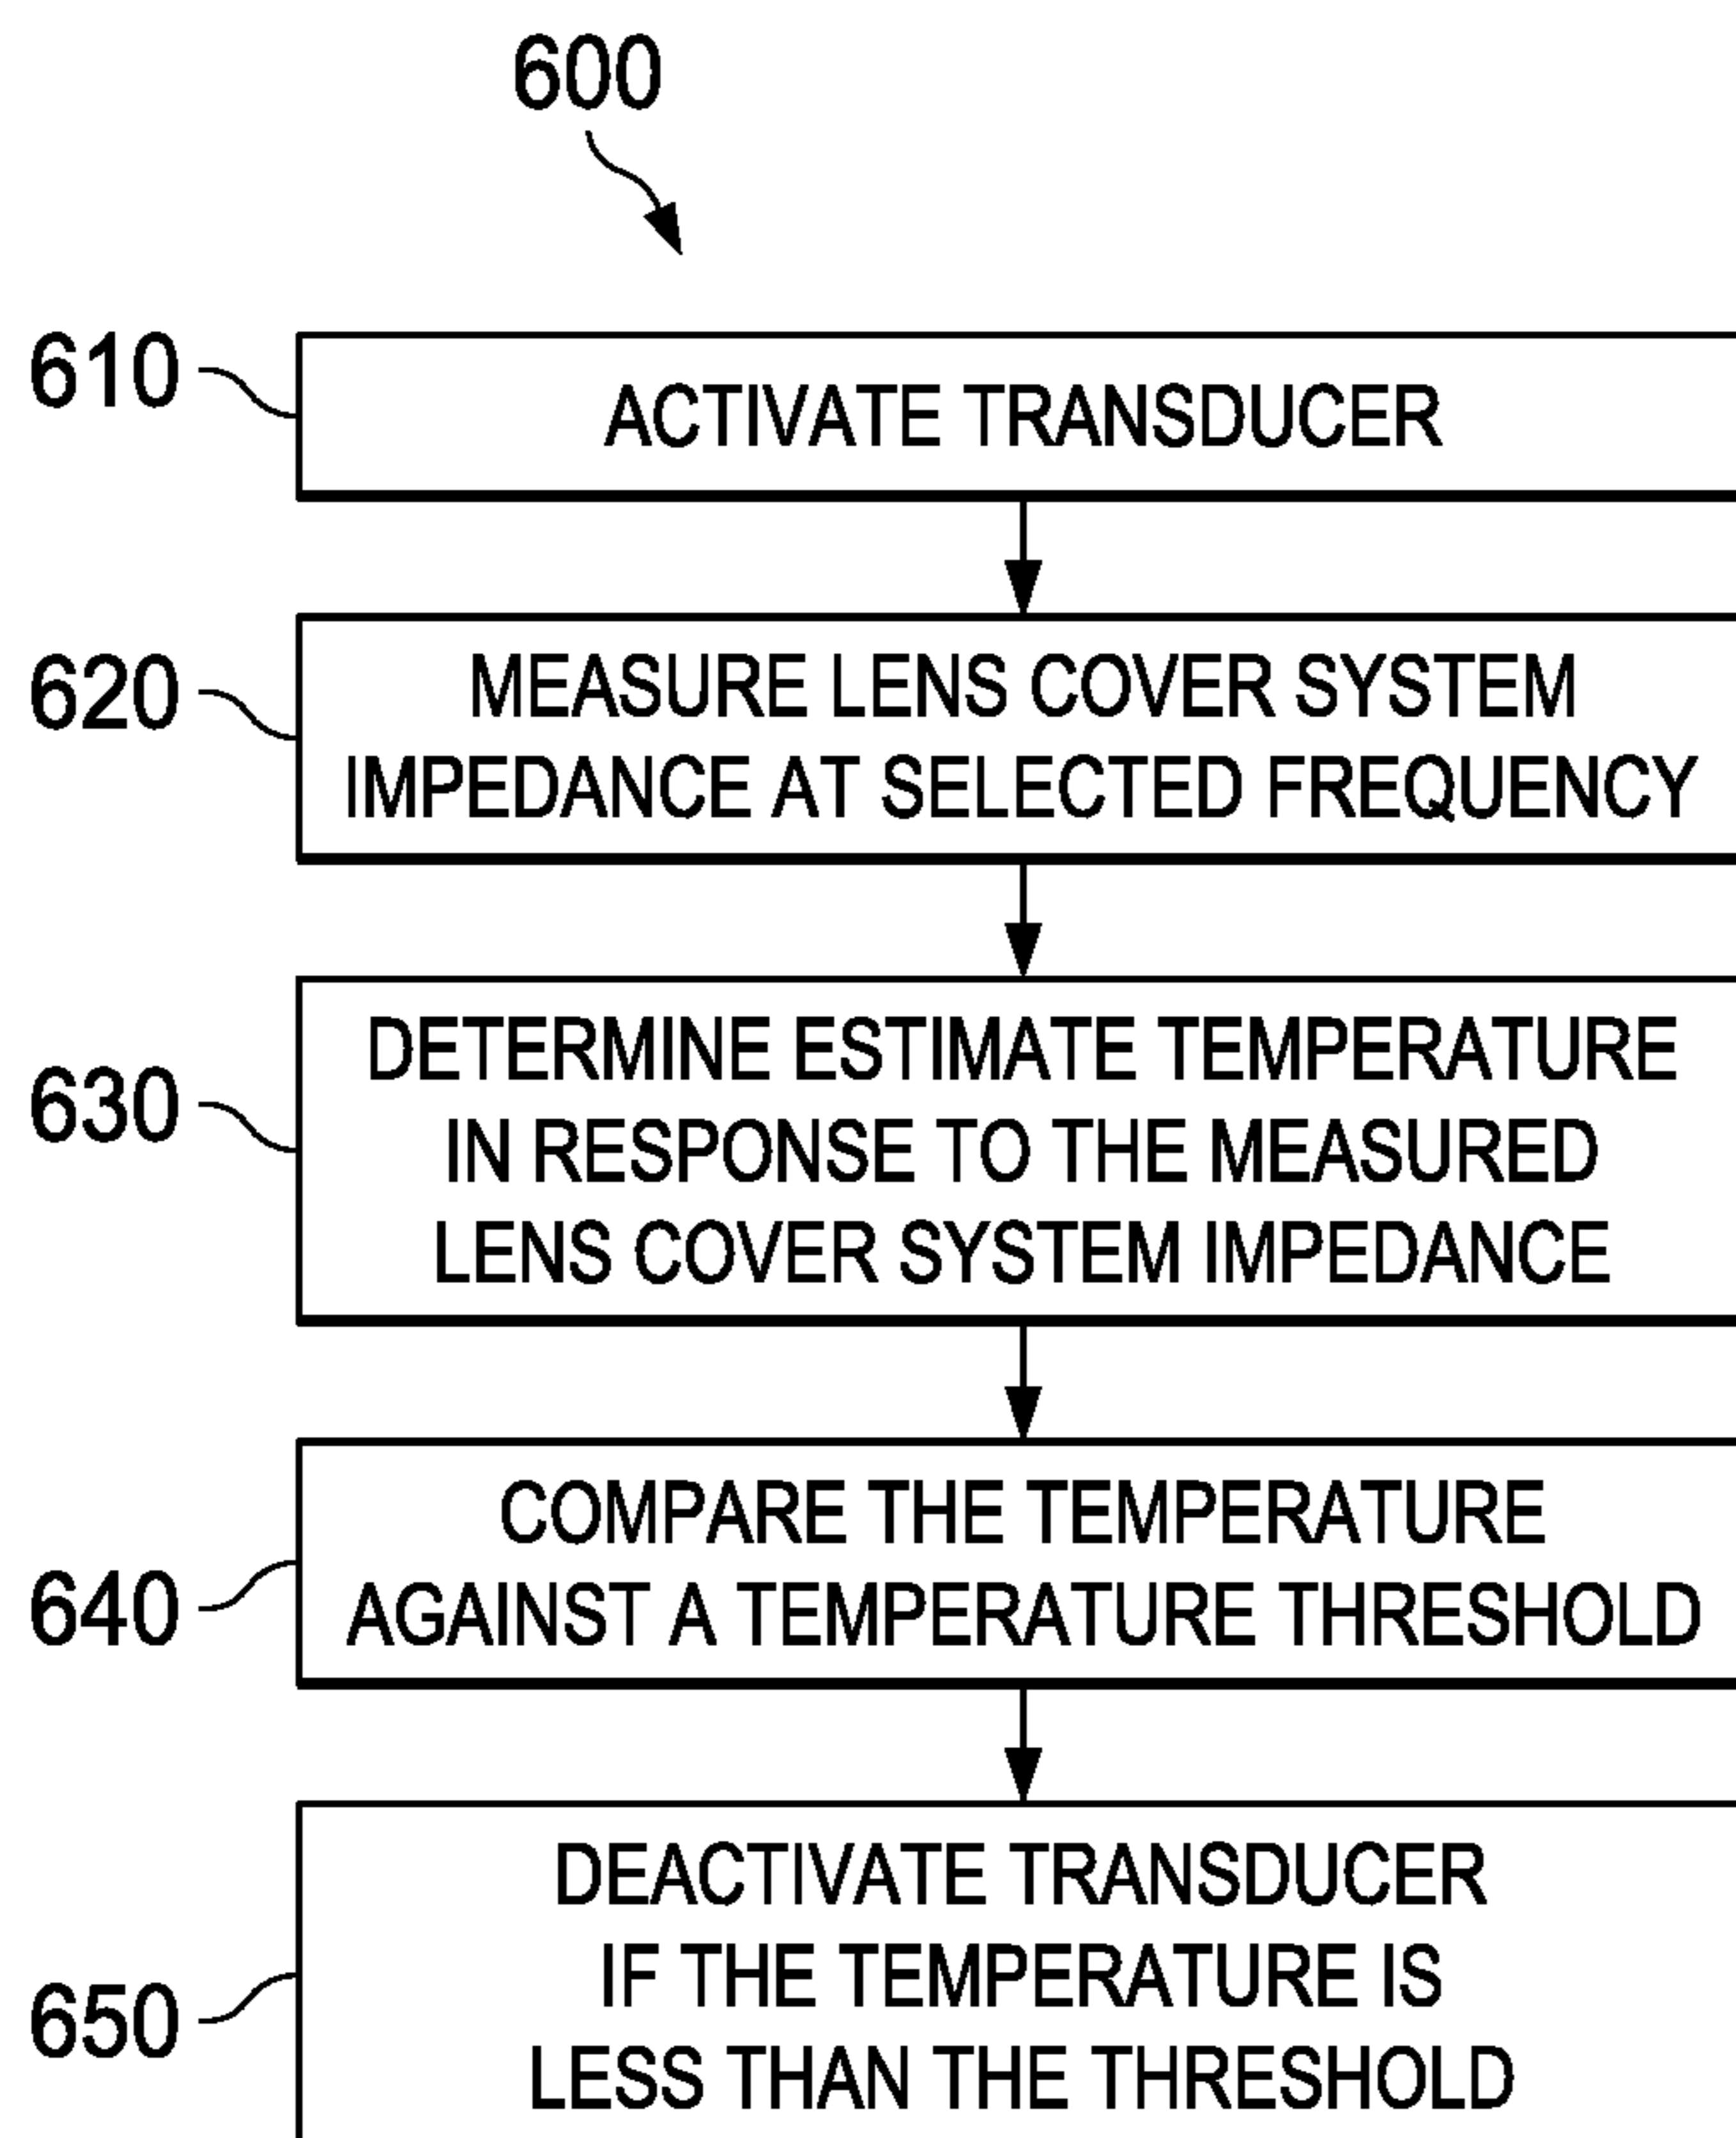 600
610
ACTIVATE TRANSDUCER
620
MEASURE LENS COVER SYSTEM
IMPEDANCE AT SELECTED FREQUENCY
630
DETERMINE ESTIMATE TEMPERATURE
IN RESPONSE TO THE MEASURED
LENS COVER SYSTEM IMPEDANCE
640
COMPARE THE TEMPERATURE
AGAINST A TEMPERATURE THRESHOLD
650
DEACTIVATE TRANSDUCER
IF THE TEMPERATURE IS
LESS THAN THE THRESHOLD